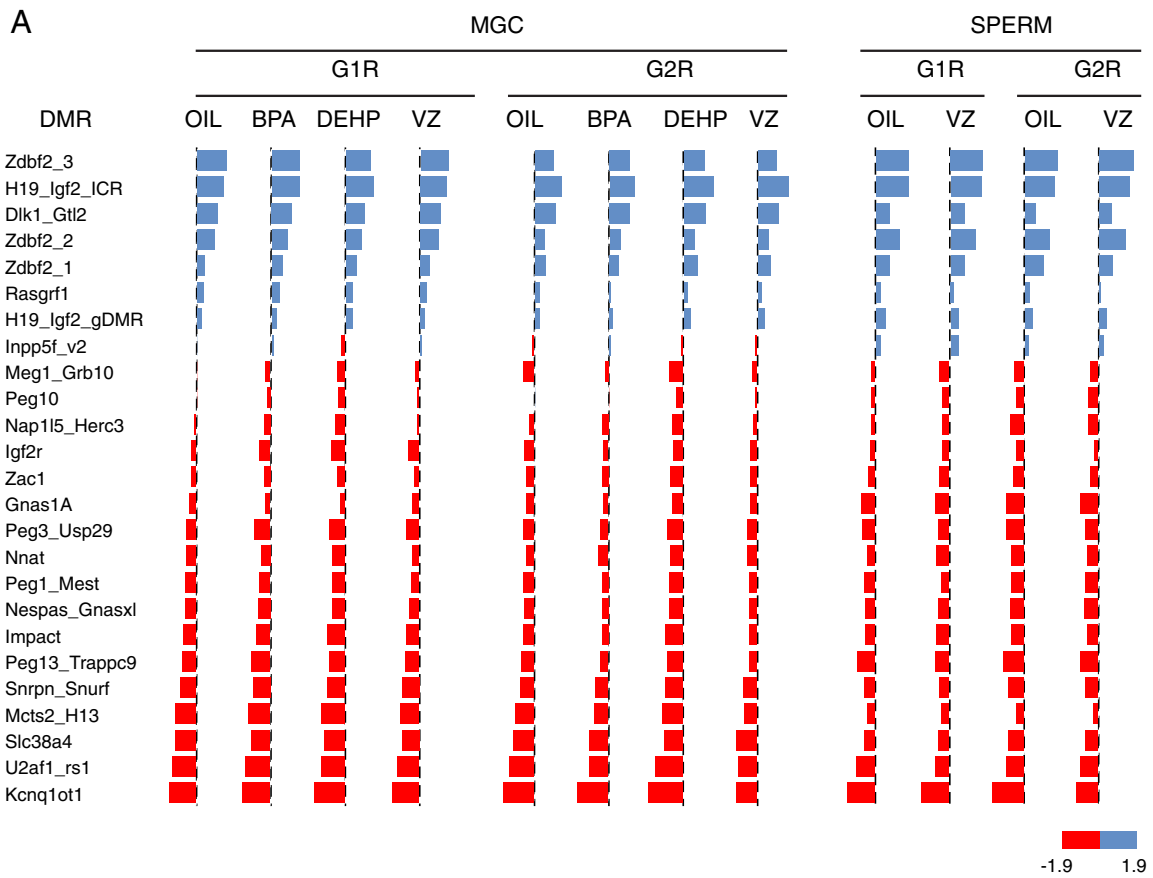 A
MGC SPERM
G1R G2R G1R G2R
DMR OIL BPA DEHP VZ OIL BPA DEHP VZ OIL VZ OIL VZ
Zdbf2_3
H19_Igf2_ICR
Dlk1_Gtl2
Zdbf2_2
Zdbf2_1
Rasgrf1
H19_Igf2_gDMR
Inpp5f_v2
Meg1_Grb10
Peg10
Nap1l5_Herc3
Igf2r
Zac1
Gnas1A
Peg3_Usp29
Nnat
Peg1_Mest
Nespas_Gnasxl
Impact
Peg13_Trappc9
Snrpn_Snurf
Mcts2_H13
Slc38a4
U2af1_rs1
Kcnq1ot1
-1.9 1.9